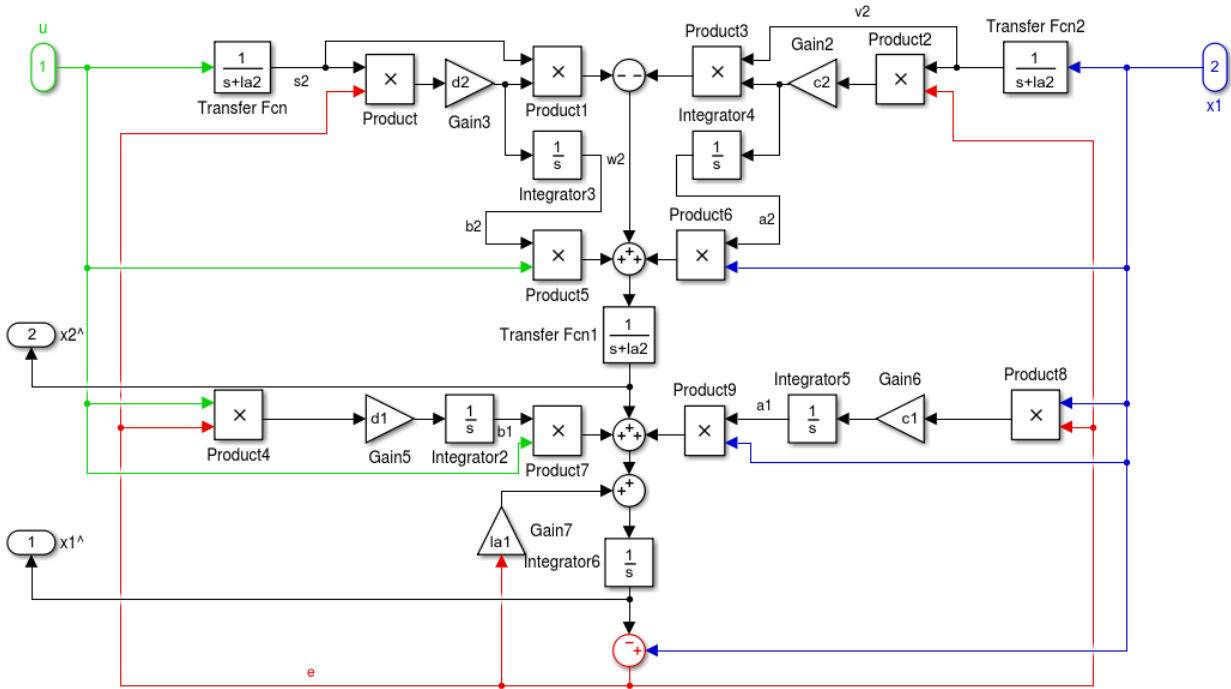 u
1
1
s+la2
Transfer Fcn
s2
×
Product
d2
Gain3
×
Product1
- -
Product3
×
v2
Gain2
c2
Product2
×
Transfer Fcn2
1
s+la2
2
x1
1
s
Integrator3
w2
Integrator4
1
s
b2
×
Product5
+ + +
Product6
×
a2
Transfer Fcn1
1
s+la2
2
x2^
×
Product4
d1
Gain5
1
s
Integrator2
b1
×
Product7
+ + +
Product9
×
a1
Integrator5
1
s
Gain6
c1
Product8
×
+ +
la1
Gain7
Integrator6
1
s
1
x1^
- +
e